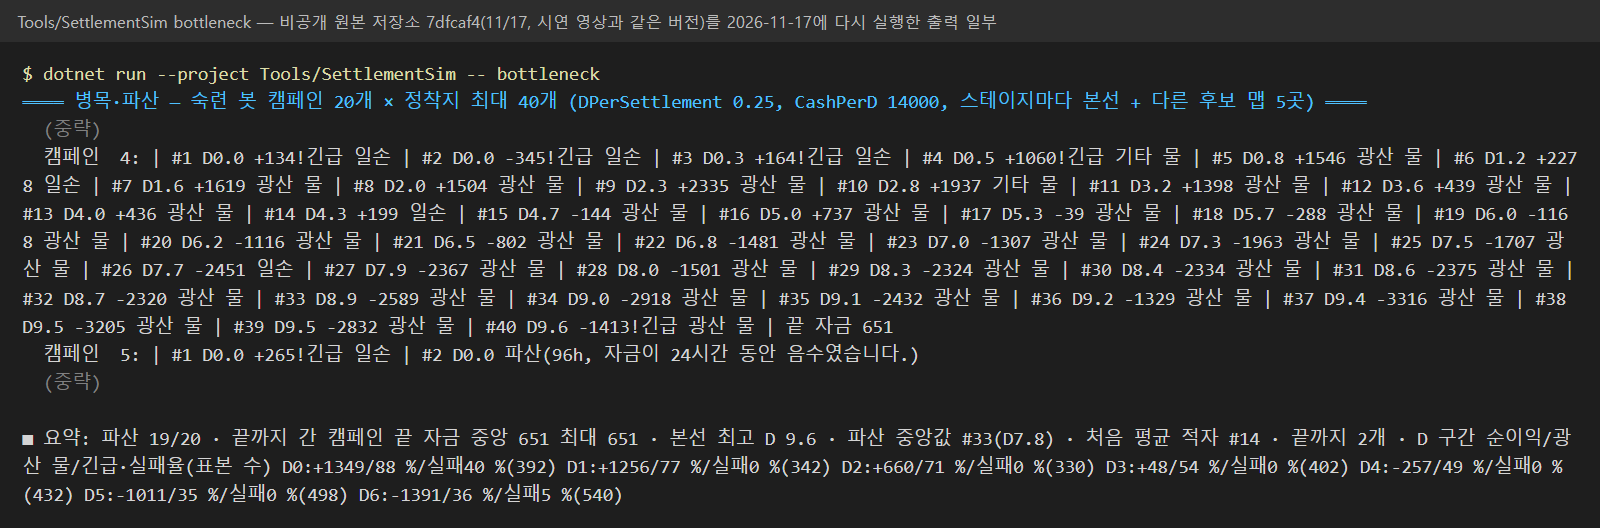 Tools/SettlementSim bottleneck — 비공개 원본 저장소 7dfcaf4(11/17, 시연 영상과 같은 버전)를 2026-11-17에 다시 실행한 출력 일부
$ dotnet run --project Tools/SettlementSim -- bottleneck
════ 병목·파산 — 숙련 봇 캠페인 20개 × 정착지 최대 40개 (DPerSettlement 0.25, CashPerD 14000, 스테이지마다 본선 + 다른 후보 맵 5곳) ════
(중략)
캠페인  4: | #1 D0.0 +134!긴급 일손 | #2 D0.0 -345!긴급 일손 | #3 D0.3 +164!긴급 일손 | #4 D0.5 +1060!긴급 기타 물 | #5 D0.8 +1546 광산 물 | #6 D1.2 +227
8 일손 | #7 D1.6 +1619 광산 물 | #8 D2.0 +1504 광산 물 | #9 D2.3 +2335 광산 물 | #10 D2.8 +1937 기타 물 | #11 D3.2 +1398 광산 물 | #12 D3.6 +439 광산 물 |
#13 D4.0 +436 광산 물 | #14 D4.3 +199 일손 | #15 D4.7 -144 광산 물 | #16 D5.0 +737 광산 물 | #17 D5.3 -39 광산 물 | #18 D5.7 -288 광산 물 | #19 D6.0 -116
8 광산 물 | #20 D6.2 -1116 광산 물 | #21 D6.5 -802 광산 물 | #22 D6.8 -1481 광산 물 | #23 D7.0 -1307 광산 물 | #24 D7.3 -1963 광산 물 | #25 D7.5 -1707 광
산 물 | #26 D7.7 -2451 일손 | #27 D7.9 -2367 광산 물 | #28 D8.0 -1501 광산 물 | #29 D8.3 -2324 광산 물 | #30 D8.4 -2334 광산 물 | #31 D8.6 -2375 광산 물 |
#32 D8.7 -2320 광산 물 | #33 D8.9 -2589 광산 물 | #34 D9.0 -2918 광산 물 | #35 D9.1 -2432 광산 물 | #36 D9.2 -1329 광산 물 | #37 D9.4 -3316 광산 물 | #38
D9.5 -3205 광산 물 | #39 D9.5 -2832 광산 물 | #40 D9.6 -1413!긴급 광산 물 | 끝 자금 651
캠페인  5: | #1 D0.0 +265!긴급 일손 | #2 D0.0 파산(96h, 자금이 24시간 동안 음수였습니다.)
(중략)
■ 요약: 파산 19/20 · 끝까지 간 캠페인 끝 자금 중앙 651 최대 651 · 본선 최고 D 9.6 · 파산 중앙값 #33(D7.8) · 처음 평균 적자 #14 · 끝까지 2개 · D 구간 순이익/광
산 물/긴급·실패율(표본 수) D0:+1349/88 %/실패40 %(392) D1:+1256/77 %/실패0 %(342) D2:+660/71 %/실패0 %(330) D3:+48/54 %/실패0 %(402) D4:-257/49 %/실패0 %
(432) D5:-1011/35 %/실패0 %(498) D6:-1391/36 %/실패5 %(540)